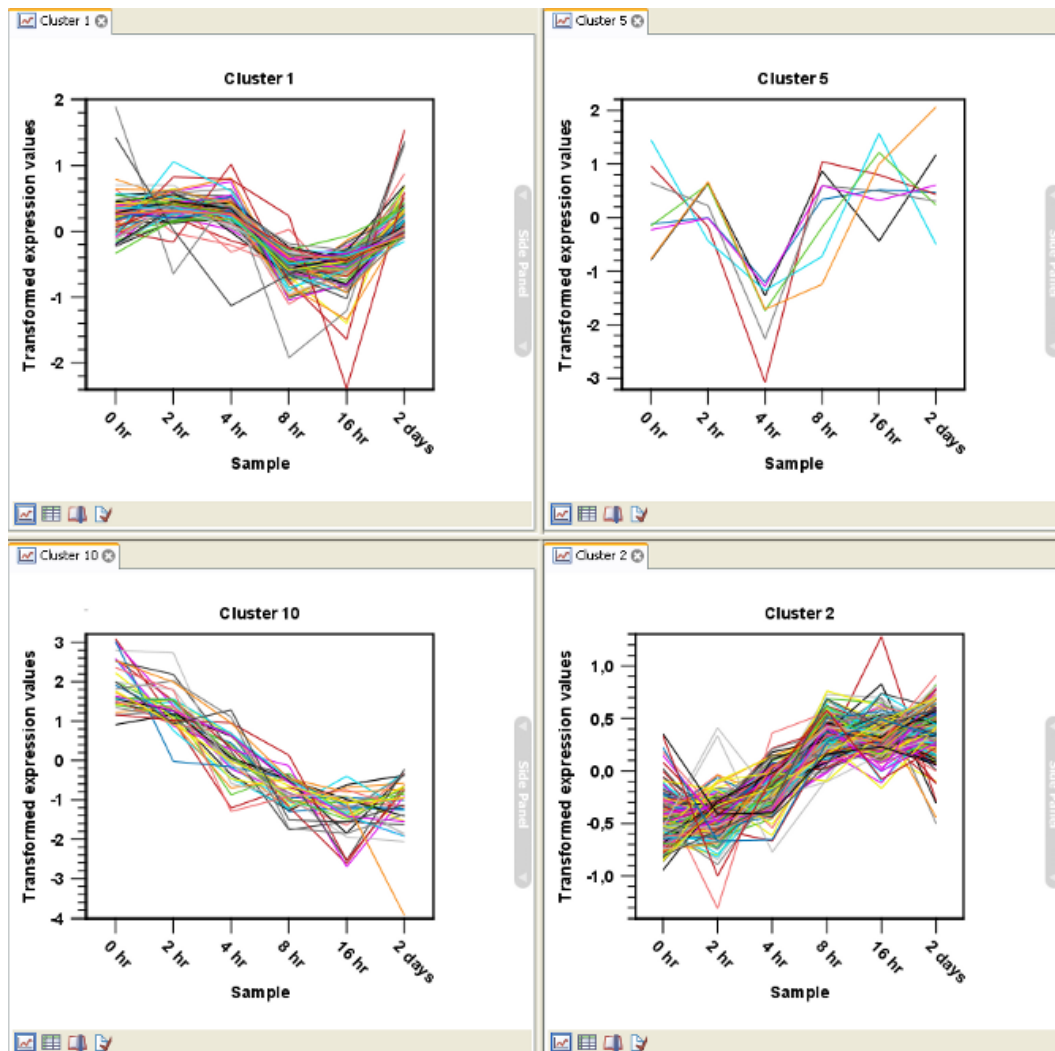 Cluster 1
Cluster 1
2
1
0
-1
-2
Transformed expression values
0 hr
2 hr
4 hr
8 hr
16 hr
2 days
Sample
Side Panel
Cluster 5
Cluster 5
2
1
0
-1
-2
-3
Transformed expression values
0 hr
2 hr
4 hr
8 hr
16 hr
2 days
Sample
Side Panel
Cluster 10
Cluster 10
3
2
1
0
-1
-2
-3
-4
Transformed expression values
0 hr
2 hr
4 hr
8 hr
16 hr
2 days
Sample
Side Panel
Cluster 2
Cluster 2
1,0
0,5
0,0
-0,5
-1,0
Transformed expression values
0 hr
2 hr
4 hr
8 hr
16 hr
2 days
Sample
Side Panel